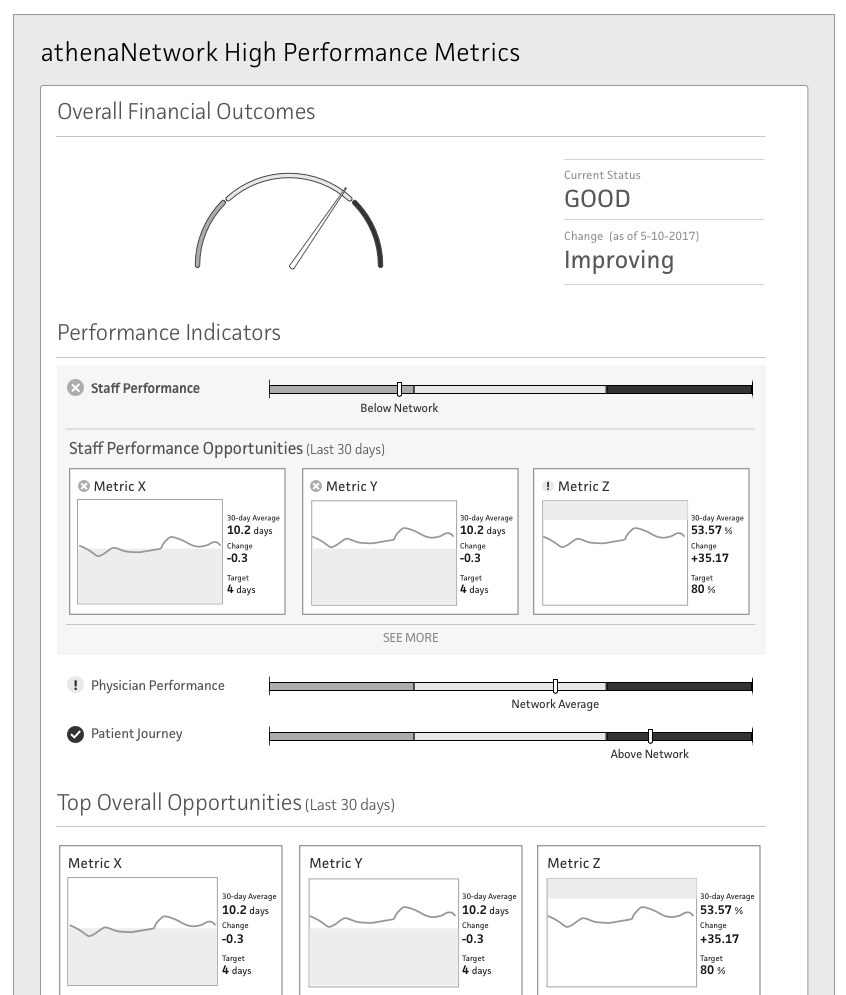 athenaNetwork High Performance Metrics
Overall Financial Outcomes
Current Status
GOOD
Change (as of 5-10-2017)
Improving
Performance Indicators
Staff Performance
Below Network
Staff Performance Opportunities (Last 30 days)
Metric X
30-day Average
10.2 days
Change
-0.3
Target
4 days
Metric Y
30-day Average
10.2 days
Change
-0.3
Target
4 days
! Metric Z
30-day Average
53.57 %
Change
+35.17
Target
80 %
SEE MORE
! Physician Performance
Network Average
Patient Journey
Above Network
Top Overall Opportunities (Last 30 days)
Metric X
30-day Average
10.2 days
Change
-0.3
Target
4 days
Metric Y
30-day Average
10.2 days
Change
-0.3
Target
4 days
Metric Z
30-day Average
53.57 %
Change
+35.17
Target
80 %